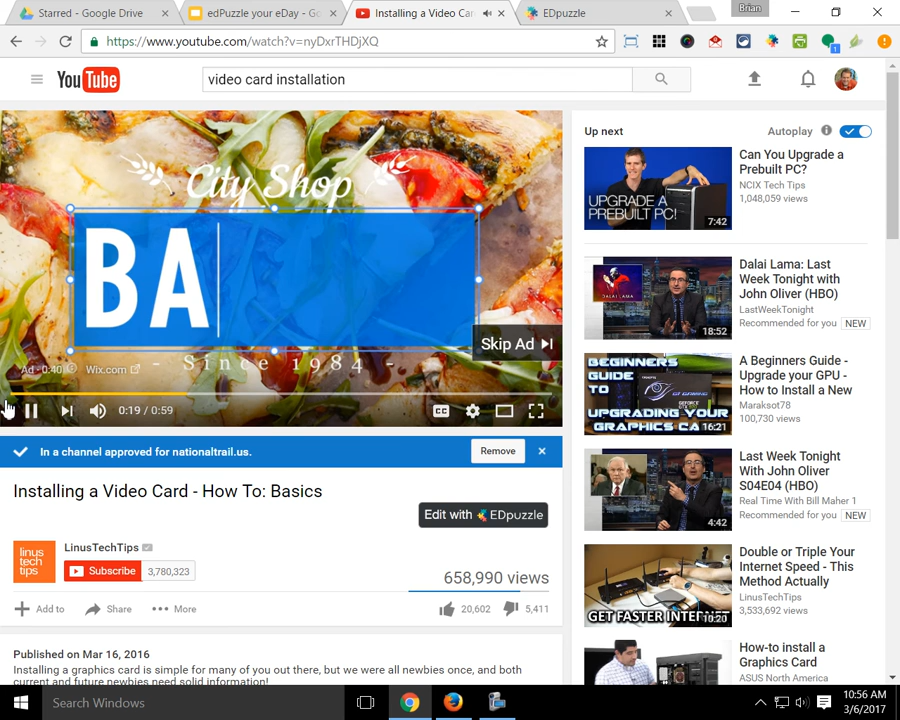 Starred - Google Drive
edPuzzle your eDay - Go
Installing a Video Car
EDpuzzle
Brian
https://www.youtube.com/watch?v=nyDxrTHDjXQ
1
YouTube
video card installation
City Shop
BA
- Since 1984 -
Skip Ad
Ad · 0:40
Wix.com
0:19 / 0:59
CC
In a channel approved for nationaltrail.us.
Remove
Installing a Video Card - How To: Basics
Edit with EDpuzzle
linus
tech
tips
LinusTechTips
Subscribe
3,780,323
658,990 views
Add to
Share
More
20,602
5,411
Published on Mar 16, 2016
Installing a graphics card is simple for many of you out there, but we were all newbies once, and both
current and future newbies need solid information!
Up next
Autoplay
UPGRADE A
PREBUILT PC!
7:42
Can You Upgrade a
Prebuilt PC?
NCIX Tech Tips
1,048,059 views
18:52
Dalai Lama: Last
Week Tonight with
John Oliver (HBO)
LastWeekTonight
Recommended for you NEW
BEGINNERS
GUIDE
TO
UPGRADING YOUR
GRAPHICS CA
16:21
A Beginners Guide -
Upgrade your GPU -
How to Install a New
Maraksot78
100,730 views
4:42
Last Week Tonight
With John Oliver
S04E04 (HBO)
Real Time With Bill Maher 1
Recommended for you NEW
GET FASTER INTERNET
10:20
Double or Triple Your
Internet Speed - This
Method Actually
LinusTechTips
3,533,692 views
How-to install a
Graphics Card
ASUS North America
Search Windows
10:56 AM
3/6/2017